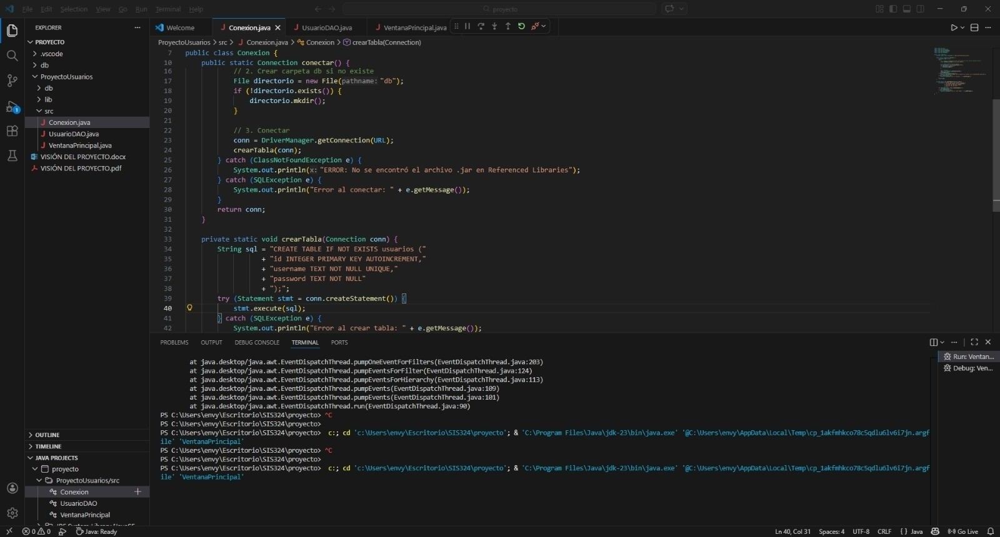 File Edit Selection View Go Run Terminal Help
proyecto
EXPLORER
PROYECTO
.vscode
db
ProyectoUsuarios
db
lib
src
Conexion.java
UsuarioDAO.java
VentanaPrincipal.java
VISIÓN DEL PROYECTO.docx
VISIÓN DEL PROYECTO.pdf
OUTLINE
TIMELINE
JAVA PROJECTS
proyecto
ProyectoUsuarios/src
Conexion
UsuarioDAO
VentanaPrincipal
1
Welcome Conexion.java UsuarioDAO.java VentanaPrincipal.java
ProyectoUsuarios > src > Conexion.java > Conexion > crearTabla(Connection)
7 public class Conexion {
10 public static Connection conectar() {
16 // 2. Crear carpeta db si no existe
17 File directorio = new File(pathname: "db");
18 if (!directorio.exists()) {
19 directorio.mkdir();
20 }
21
22 // 3. Conectar
23 conn = DriverManager.getConnection(URL);
24 crearTabla(conn);
25 } catch (ClassNotFoundException e) {
26 System.out.println(x: "ERROR: No se encontró el archivo .jar en Referenced Libraries");
27 } catch (SQLException e) {
28 System.out.println("Error al conectar: " + e.getMessage());
29 }
30 return conn;
31 }
32
33 private static void crearTabla(Connection conn) {
34 String sql = "CREATE TABLE IF NOT EXISTS usuarios ("
35 + "id INTEGER PRIMARY KEY AUTOINCREMENT,"
36 + "username TEXT NOT NULL UNIQUE,"
37 + "password TEXT NOT NULL"
38 + ");";
39 try (Statement stmt = conn.createStatement()) {
40 stmt.execute(sql);
41 } catch (SQLException e) {
42 System.out.println("Error al crear tabla: " + e.getMessage());
PROBLEMS OUTPUT DEBUG CONSOLE TERMINAL PORTS
at java.desktop/java.awt.EventDispatchThread.pumpOneEventForFilters(EventDispatchThread.java:203)
at java.desktop/java.awt.EventDispatchThread.pumpEventsForFilter(EventDispatchThread.java:124)
at java.desktop/java.awt.EventDispatchThread.pumpEventsForHierarchy(EventDispatchThread.java:113)
at java.desktop/java.awt.EventDispatchThread.pumpEvents(EventDispatchThread.java:109)
at java.desktop/java.awt.EventDispatchThread.pumpEvents(EventDispatchThread.java:101)
at java.desktop/java.awt.EventDispatchThread.run(EventDispatchThread.java:90)
PS C:\Users\envy\Escritorio\SIS324\proyecto> ^C
PS C:\Users\envy\Escritorio\SIS324\proyecto>
PS C:\Users\envy\Escritorio\SIS324\proyecto> c:; cd 'c:\Users\envy\Escritorio\SIS324\proyecto'; & 'C:\Program Files\Java\jdk-23\bin\java.exe' '@C:\Users\envy\AppData\Local\Temp\cp_1akfmhkco78c5qdlu6lv6i7jn.argf
ile' 'VentanaPrincipal'
PS C:\Users\envy\Escritorio\SIS324\proyecto> ^C
PS C:\Users\envy\Escritorio\SIS324\proyecto>
PS C:\Users\envy\Escritorio\SIS324\proyecto> c:; cd 'c:\Users\envy\Escritorio\SIS324\proyecto'; & 'C:\Program Files\Java\jdk-23\bin\java.exe' '@C:\Users\envy\AppData\Local\Temp\cp_1akfmhkco78c5qdlu6lv6i7jn.argf
ile' 'VentanaPrincipal'
Run: Ventan...
Debug: Ven...
0 0 Java: Ready
Ln 40, Col 31 Spaces: 4 UTF-8 CRLF { } Java Go Live